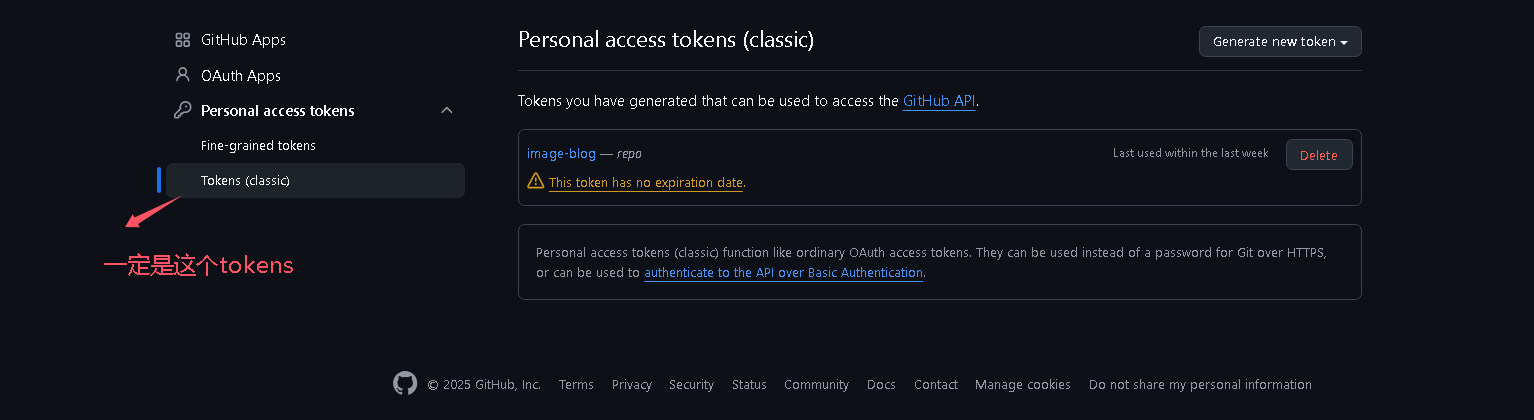 GitHub Apps
OAuth Apps
Personal access tokens
Fine-grained tokens
Tokens (classic)
一定是这个tokens
Personal access tokens (classic)
Generate new token
Tokens you have generated that can be used to access the GitHub API.
image-blog — repo
Last used within the last week
Delete
This token has no expiration date.
Personal access tokens (classic) function like ordinary OAuth access tokens. They can be used instead of a password for Git over HTTPS,
or can be used to authenticate to the API over Basic Authentication.
© 2025 GitHub, Inc. Terms Privacy Security Status Community Docs Contact Manage cookies Do not share my personal information